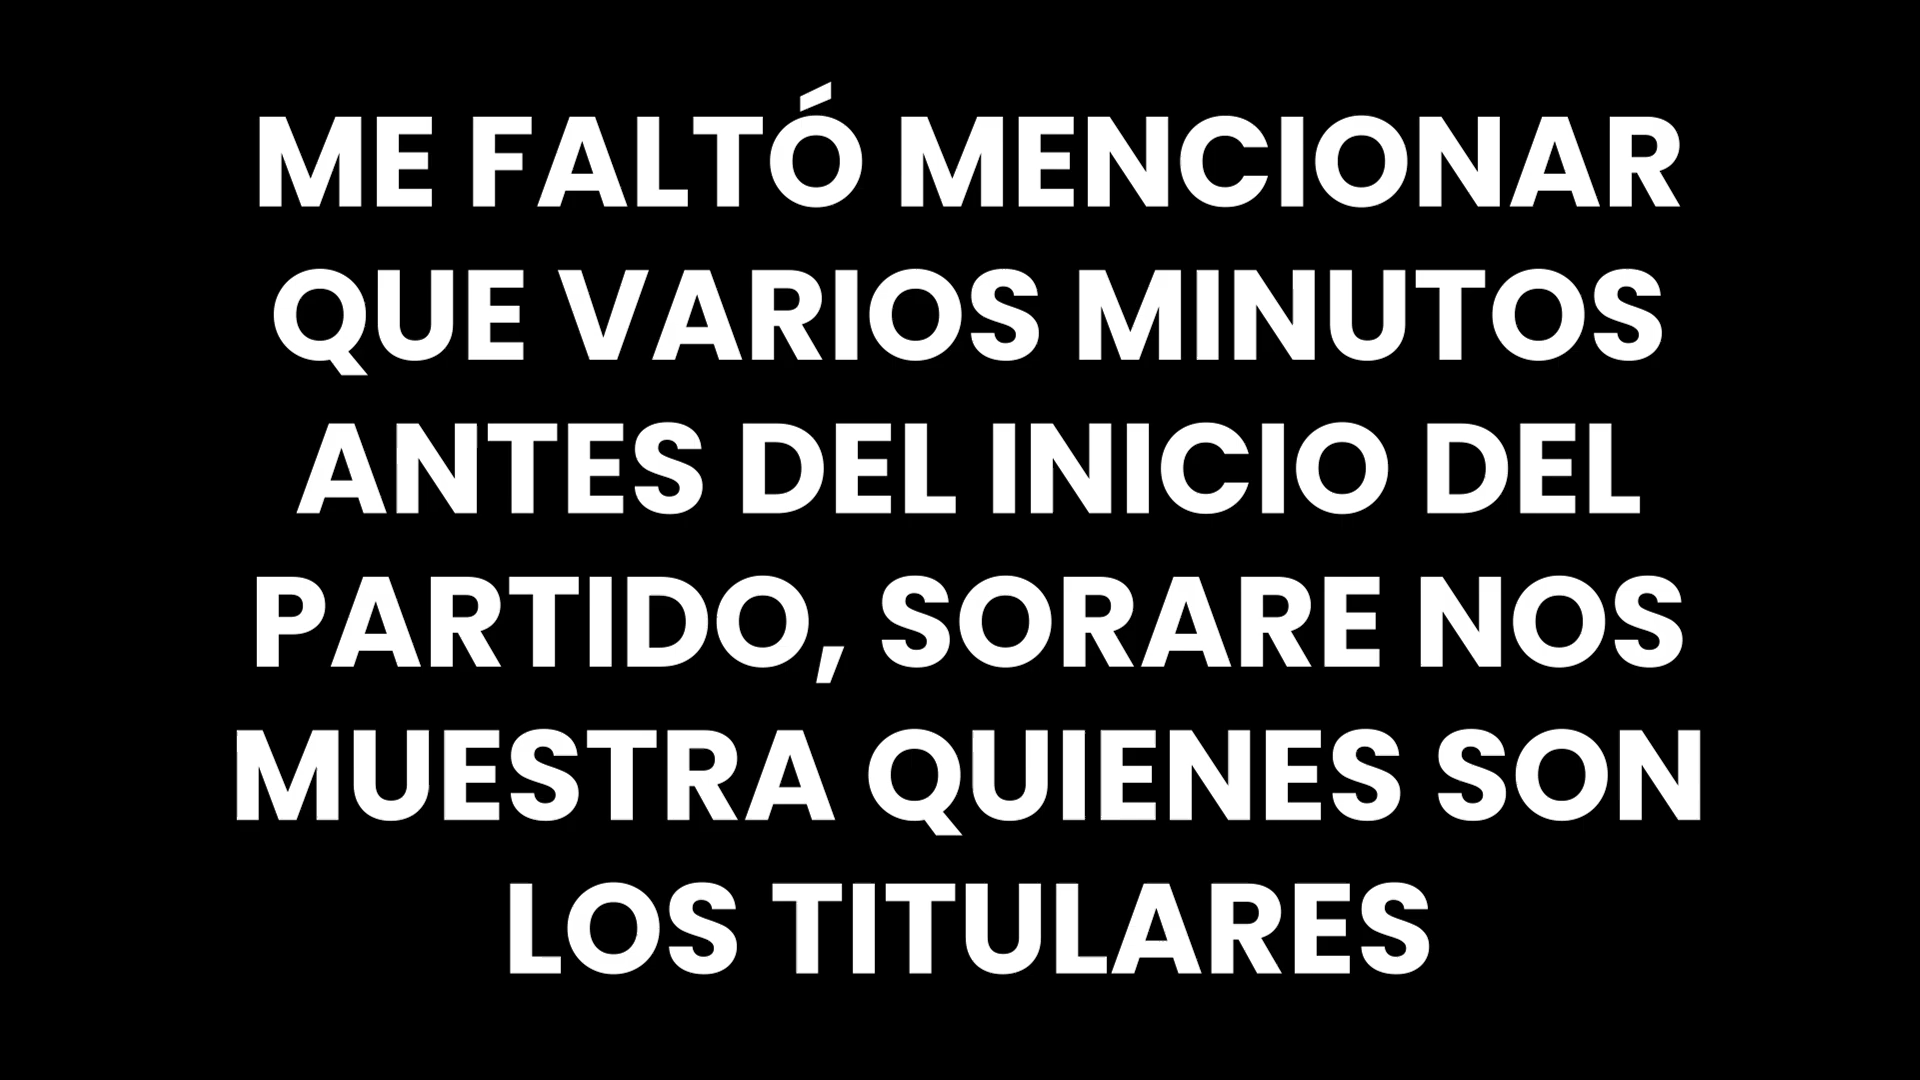 ME FALTÓ MENCIONAR
QUE VARIOS MINUTOS
ANTES DEL INICIO DEL
PARTIDO, SORARE NOS
MUESTRA QUIENES SON
LOS TITULARES